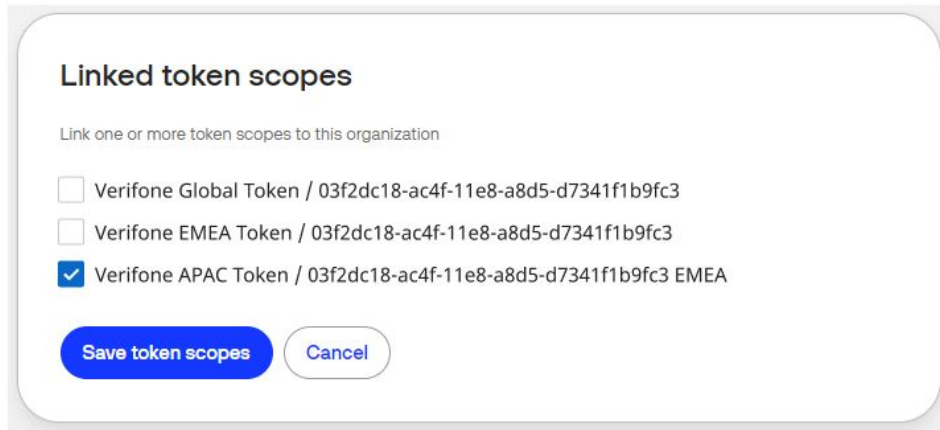 Linked token scopes
Link one or more token scopes to this organization
Verifone Global Token / 03f2dc18-ac4f-11e8-a8d5-d7341f1b9fc3
Verifone EMEA Token / 03f2dc18-ac4f-11e8-a8d5-d7341f1b9fc3
Verifone APAC Token / 03f2dc18-ac4f-11e8-a8d5-d7341f1b9fc3 EMEA
Save token scopes Cancel